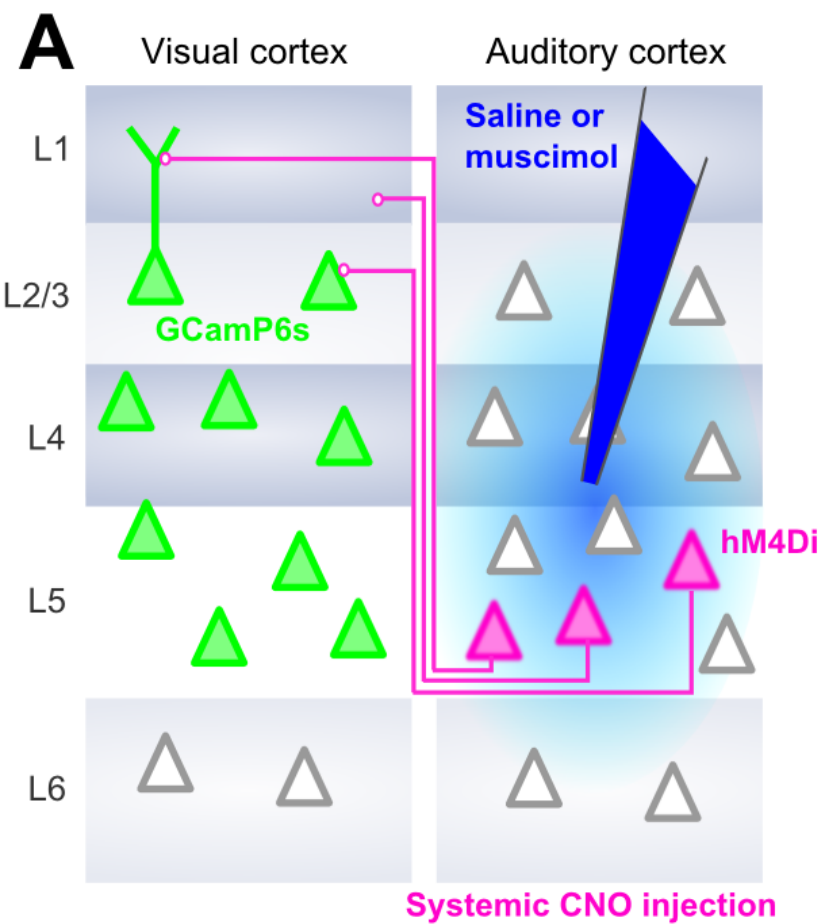 A
Visual cortex
Auditory cortex
L1
Saline or
muscimol
L2/3
GCamP6s
L4
hM4Di
L5
L6
Systemic CNO injection